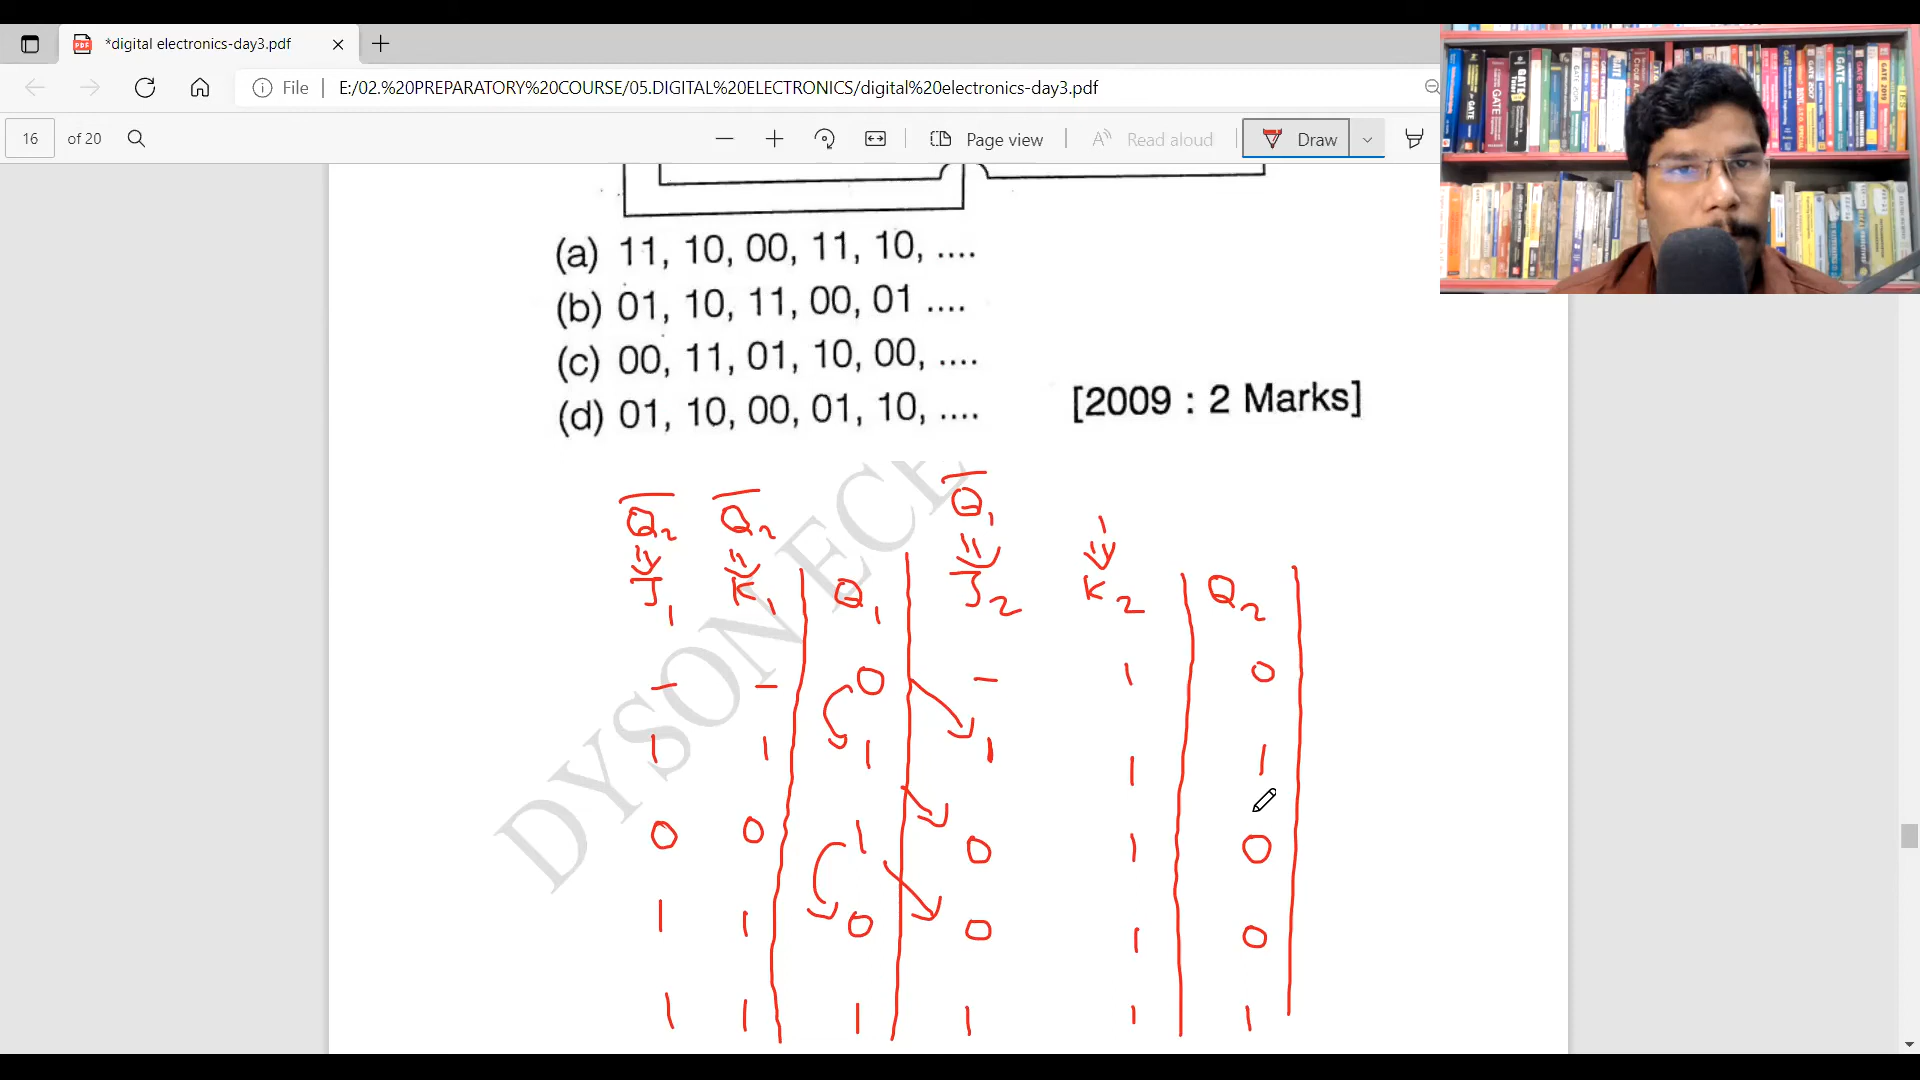 *digital electronics-day3.pdf
File E:/02.%20PREPARATORY%20COURSE/05.DIGITAL%20ELECTRONICS/digital%20electronics-day3.pdf
16 of 20 Page view Read aloud Draw
(a) 11, 10, 00, 11, 10, ....
(b) 01, 10, 11, 00, 01 ....
(c) 00, 11, 01, 10, 00, ....
(d) 01, 10, 00, 01, 10, ....
[2009 : 2 Marks]
DYSON ECE
Q̅2 Q̅2 Q̅1 1
J1 K1 Q1 J2 K2 Q2
- - 0 - 1 0
1 1 1 1 1 1
0 0 1 0 1 0
1 1 0 0 1 0
1 1 1 1 1 1